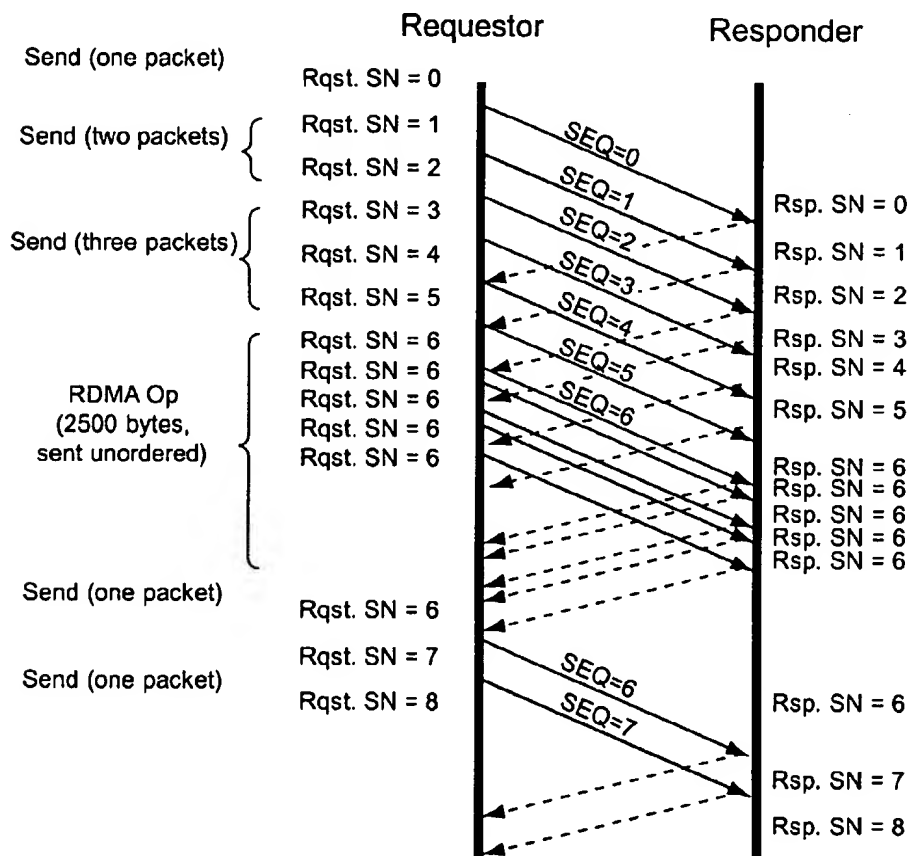 Requestor
Responder
Send (one packet)
Rqst. SN = 0
Send (two packets)
Rqst. SN = 1
Rqst. SN = 2
Send (three packets)
Rqst. SN = 3
Rqst. SN = 4
Rqst. SN = 5
RDMA Op
(2500 bytes,
sent unordered)
Rqst. SN = 6
Rqst. SN = 6
Rqst. SN = 6
Rqst. SN = 6
Rqst. SN = 6
Send (one packet)
Rqst. SN = 6
Send (one packet)
Rqst. SN = 7
Rqst. SN = 8
SEQ=0
SEQ=1
SEQ=2
SEQ=3
SEQ=4
SEQ=5
SEQ=6
SEQ=6
SEQ=7
Rsp. SN = 0
Rsp. SN = 1
Rsp. SN = 2
Rsp. SN = 3
Rsp. SN = 4
Rsp. SN = 5
Rsp. SN = 6
Rsp. SN = 6
Rsp. SN = 6
Rsp. SN = 6
Rsp. SN = 6
Rsp. SN = 6
Rsp. SN = 7
Rsp. SN = 8